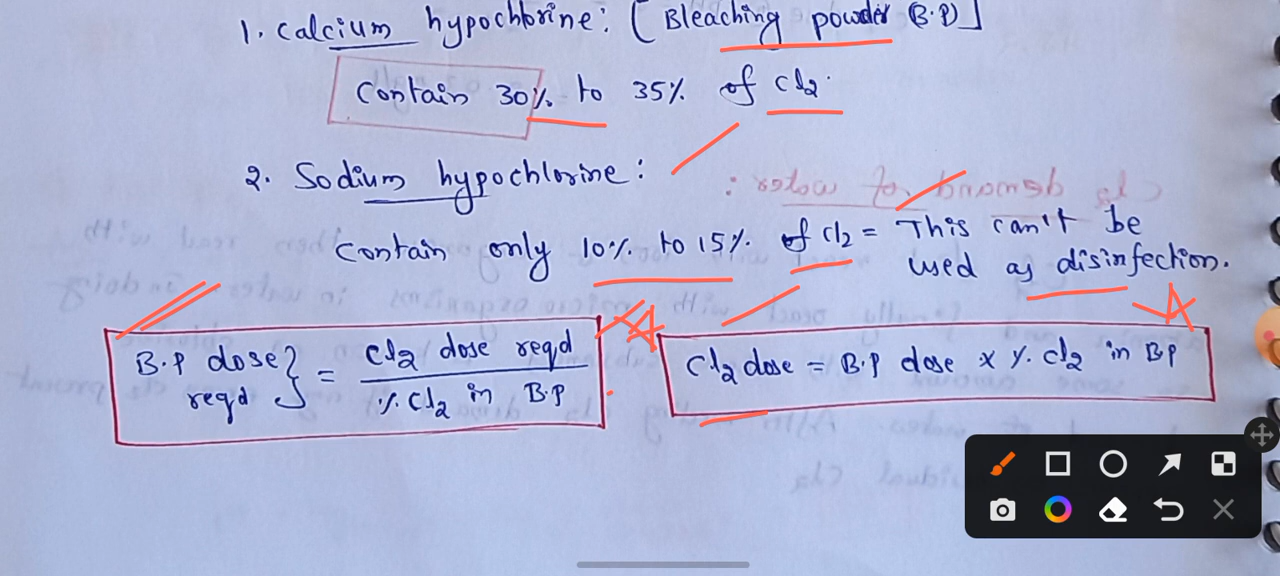 1. Calcium hypochlorine: [Bleaching powder (B.P)]
Contain 30% to 35% of Cl2.
2. Sodium hypochlorine:
Contain only 10% to 15% of Cl2 = This can't be
used as disinfection.
B.P dose
reqd } = Cl2 dose reqd
% Cl2 in B.P
Cl2 dose = B.P dose x % Cl2 in BP